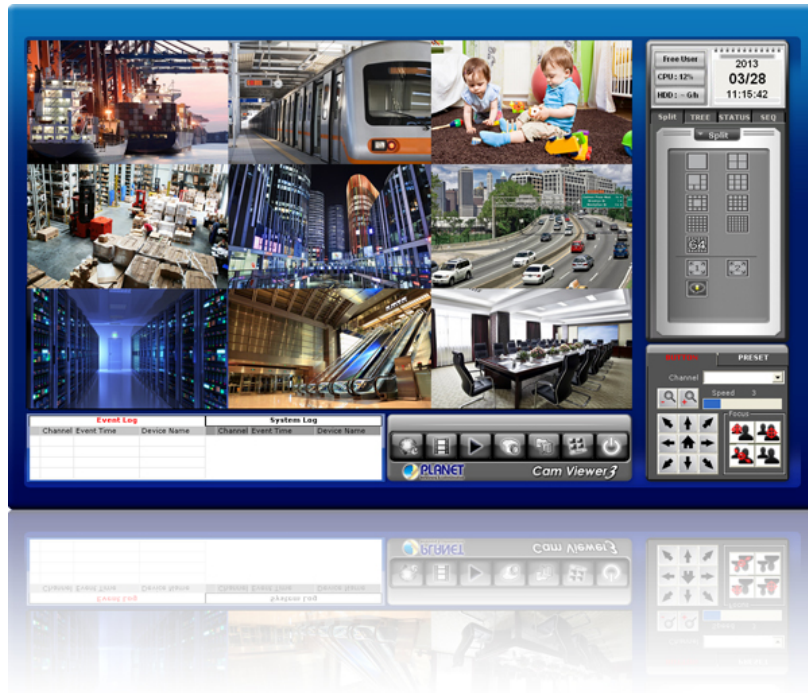 Free User
2013
CPU : 12%
03/28
11:15:42
Split TREE STATUS SEQ
Split
64
1 2
PRESET
Channel
Speed 3
Focus
Event Log System Log
Channel Event Time Device Name Channel Event Time Device Name
PLANET Cam Viewer3